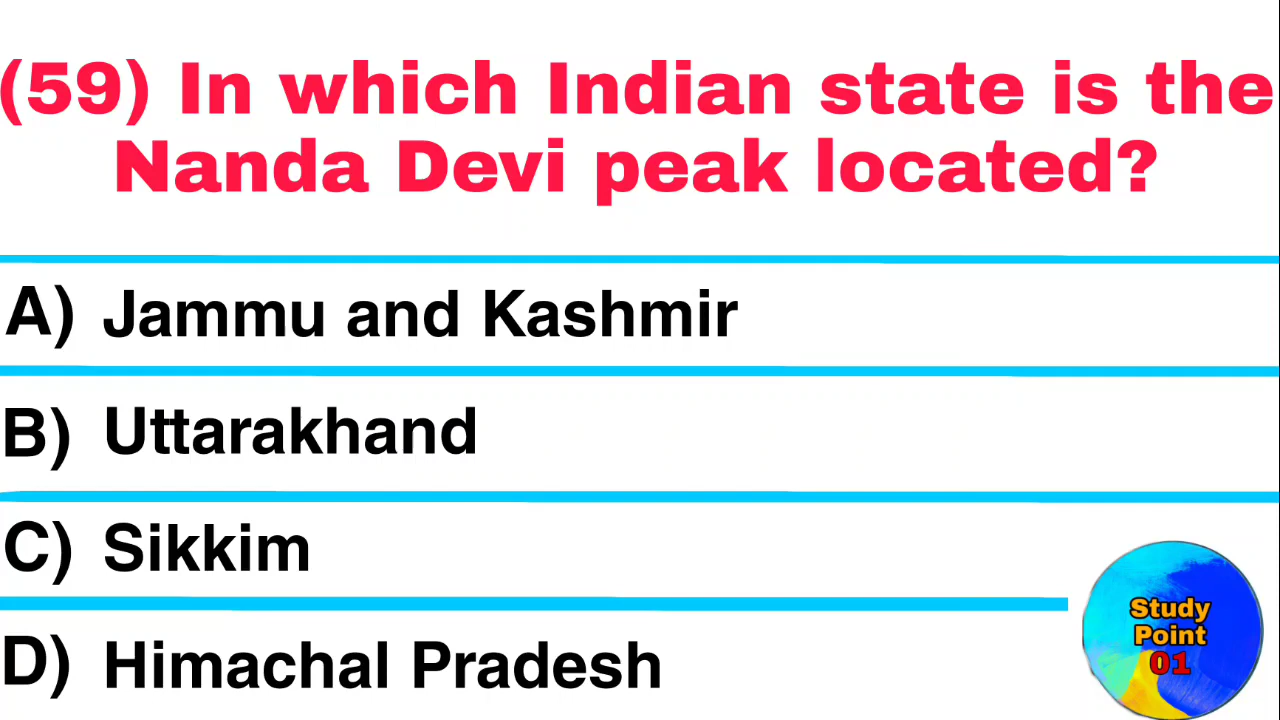 (59) In which Indian state is the
Nanda Devi peak located?
A) Jammu and Kashmir
B) Uttarakhand
C) Sikkim
D) Himachal Pradesh
Study
Point
01